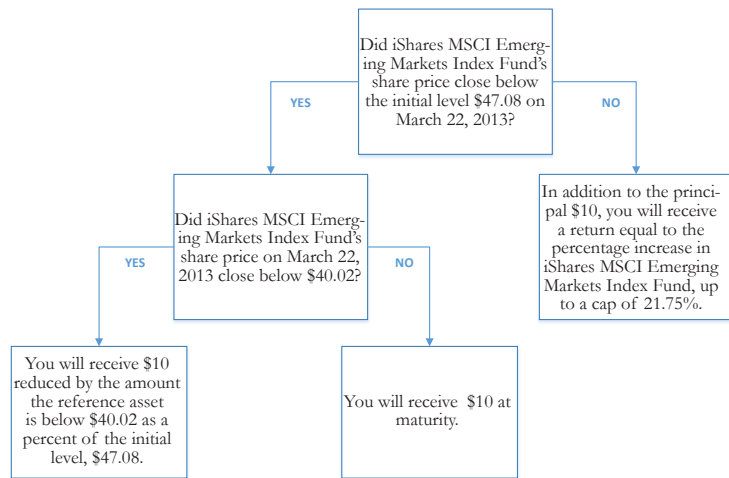 Did iShares MSCI Emerg-
ing Markets Index Fund's
share price close below
the initial level $47.08 on
March 22, 2013?
YES
NO
Did iShares MSCI Emerg-
ing Markets Index Fund's
share price on March 22,
2013 close below $40.02?
In addition to the princi-
pal $10, you will receive
a return equal to the
percentage increase in
iShares MSCI Emerging
Markets Index Fund, up
to a cap of 21.75%.
YES
NO
You will receive $10
reduced by the amount
the reference asset
is below $40.02 as a
percent of the initial
level, $47.08.
You will receive $10 at
maturity.